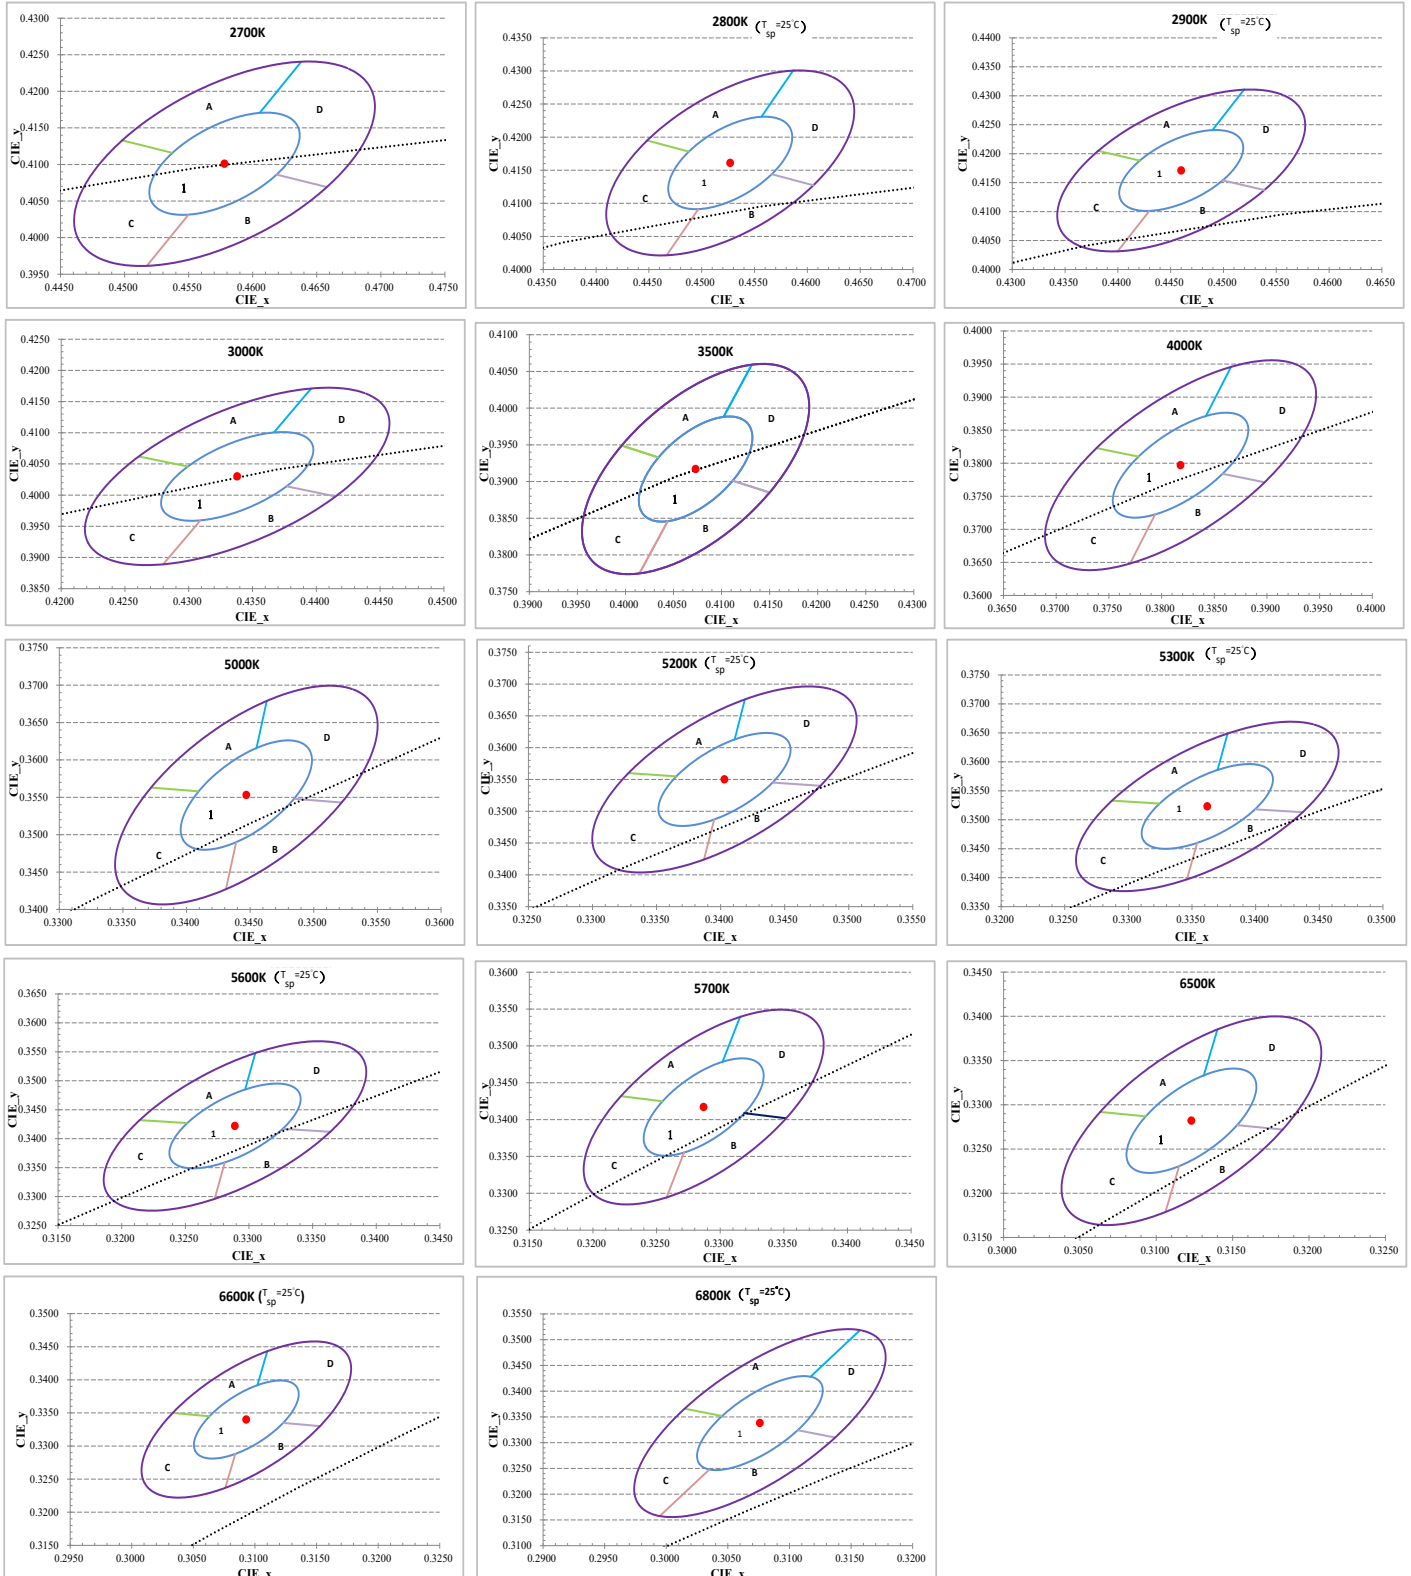 2700K
0.4300
0.4250
0.4200
0.4150
0.4100
0.4050
0.4000
0.3950
CIE_y
A
D
1
C
B
0.4450 0.4500 0.4550 0.4600 0.4650 0.4700 0.4750
CIE_x
2800K (Tsp=25°C)
0.4350
0.4300
0.4250
0.4200
0.4150
0.4100
0.4050
0.4000
CIE_y
A
D
1
C
B
0.4350 0.4400 0.4450 0.4500 0.4550 0.4600 0.4650 0.4700
CIE_x
2900K (Tsp=25°C)
0.4400
0.4350
0.4300
0.4250
0.4200
0.4150
0.4100
0.4050
0.4000
CIE_y
A
D
1
C
B
0.4300 0.4350 0.4400 0.4450 0.4500 0.4550 0.4600 0.4650
CIE_x
3000K
0.4250
0.4200
0.4150
0.4100
0.4050
0.4000
0.3950
0.3900
0.3850
CIE_y
A
D
1
C
B
0.4200 0.4250 0.4300 0.4350 0.4400 0.4450 0.4500
CIE_x
3500K
0.4100
0.4050
0.4000
0.3950
0.3900
0.3850
0.3800
0.3750
CIE_y
A
D
1
C
B
0.3900 0.3950 0.4000 0.4050 0.4100 0.4150 0.4200 0.4250 0.4300
CIE_x
4000K
0.4000
0.3950
0.3900
0.3850
0.3800
0.3750
0.3700
0.3650
0.3600
CIE_y
A
D
1
C
B
0.3650 0.3700 0.3750 0.3800 0.3850 0.3900 0.3950 0.4000
CIE_x
5000K
0.3750
0.3700
0.3650
0.3600
0.3550
0.3500
0.3450
0.3400
CIE_y
A
D
1
C
B
0.3300 0.3350 0.3400 0.3450 0.3500 0.3550 0.3600
CIE_x
5200K (Tsp=25°C)
0.3750
0.3700
0.3650
0.3600
0.3550
0.3500
0.3450
0.3400
0.3350
CIE_y
A
D
C
B
0.3250 0.3300 0.3350 0.3400 0.3450 0.3500 0.3550
CIE_x
5300K (Tsp=25°C)
0.3750
0.3700
0.3650
0.3600
0.3550
0.3500
0.3450
0.3400
0.3350
CIE_y
A
D
1
C
B
0.3200 0.3250 0.3300 0.3350 0.3400 0.3450 0.3500
CIE_x
5600K (Tsp=25°C)
0.3650
0.3600
0.3550
0.3500
0.3450
0.3400
0.3350
0.3300
0.3250
CIE_y
A
D
1
C
B
0.3150 0.3200 0.3250 0.3300 0.3350 0.3400 0.3450
CIE_x
5700K
0.3600
0.3550
0.3500
0.3450
0.3400
0.3350
0.3300
0.3250
CIE_y
A
D
1
C
B
0.3150 0.3200 0.3250 0.3300 0.3350 0.3400 0.3450
CIE_x
6500K
0.3450
0.3400
0.3350
0.3300
0.3250
0.3200
0.3150
CIE_y
A
D
1
C
B
0.3000 0.3050 0.3100 0.3150 0.3200 0.3250
CIE_x
6600K (Tsp=25°C)
0.3500
0.3450
0.3400
0.3350
0.3300
0.3250
0.3200
0.3150
CIE_y
A
D
1
C
B
0.2950 0.3000 0.3050 0.3100 0.3150 0.3200 0.3250
CIE_x
6800K (Tsp=25°C)
0.3550
0.3500
0.3450
0.3400
0.3350
0.3300
0.3250
0.3200
0.3150
0.3100
CIE_y
A
D
1
C
B
0.2900 0.2950 0.3000 0.3050 0.3100 0.3150 0.3200
CIE_x